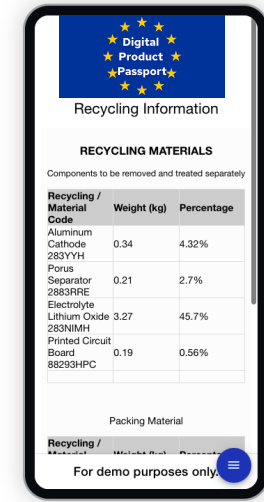 Digital
Product
Passport
Recycling Information
RECYCLING MATERIALS
Components to be removed and treated separately
Recycling / Material Code Weight (kg) Percentage
Aluminum Cathode 283YYH 0.34 4.32%
Porus Separator 2883RRE 0.21 2.7%
Electrolyte Lithium Oxide 283NIMH 3.27 45.7%
Printed Circuit Board 88293HPC 0.19 0.56%
Packing Material
Recycling /
For demo purposes only.